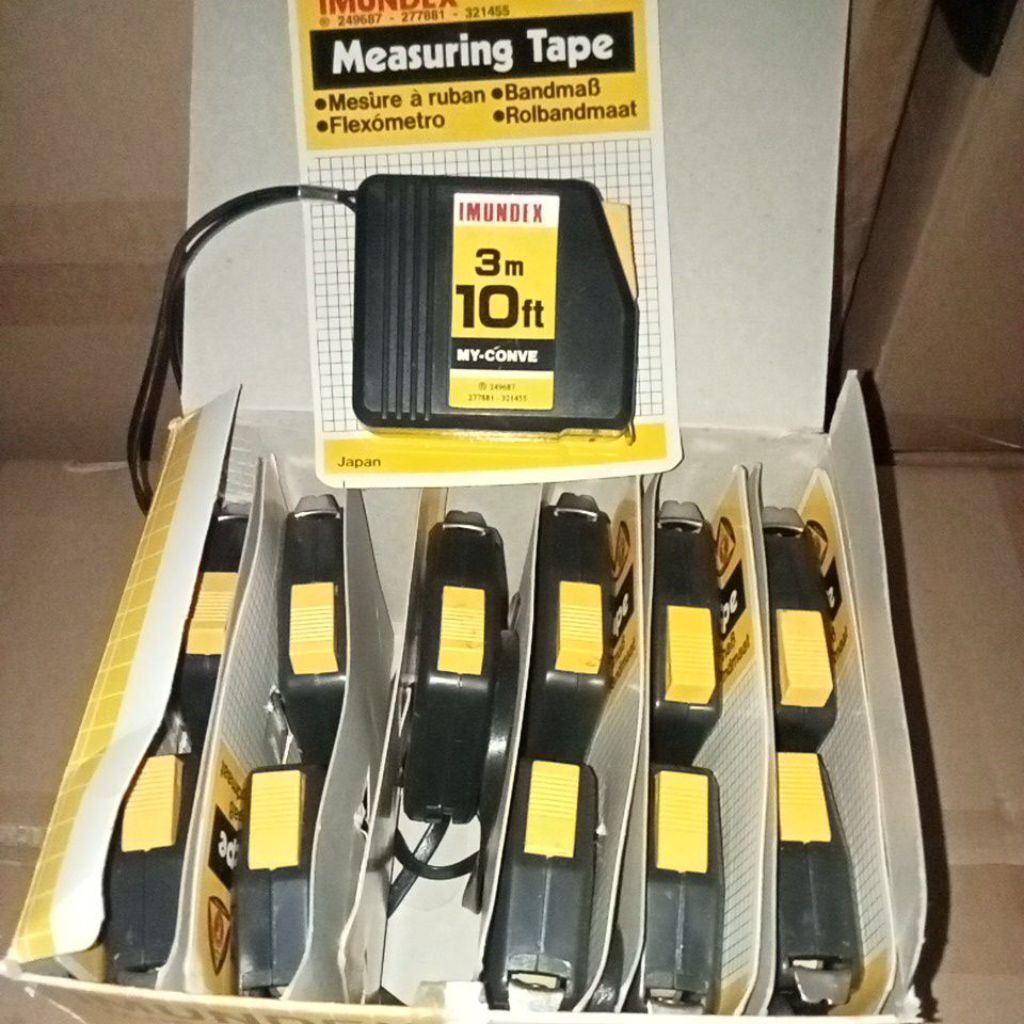 IMUNDEX
® 249687 - 277881 - 321455
Measuring Tape
●Mesure à ruban ●Bandmaß
●Flexómetro ●Rolbandmaat
IMUNDEX
3m
10ft
MY-CONVE
® 249687
277881 - 321455
Japan